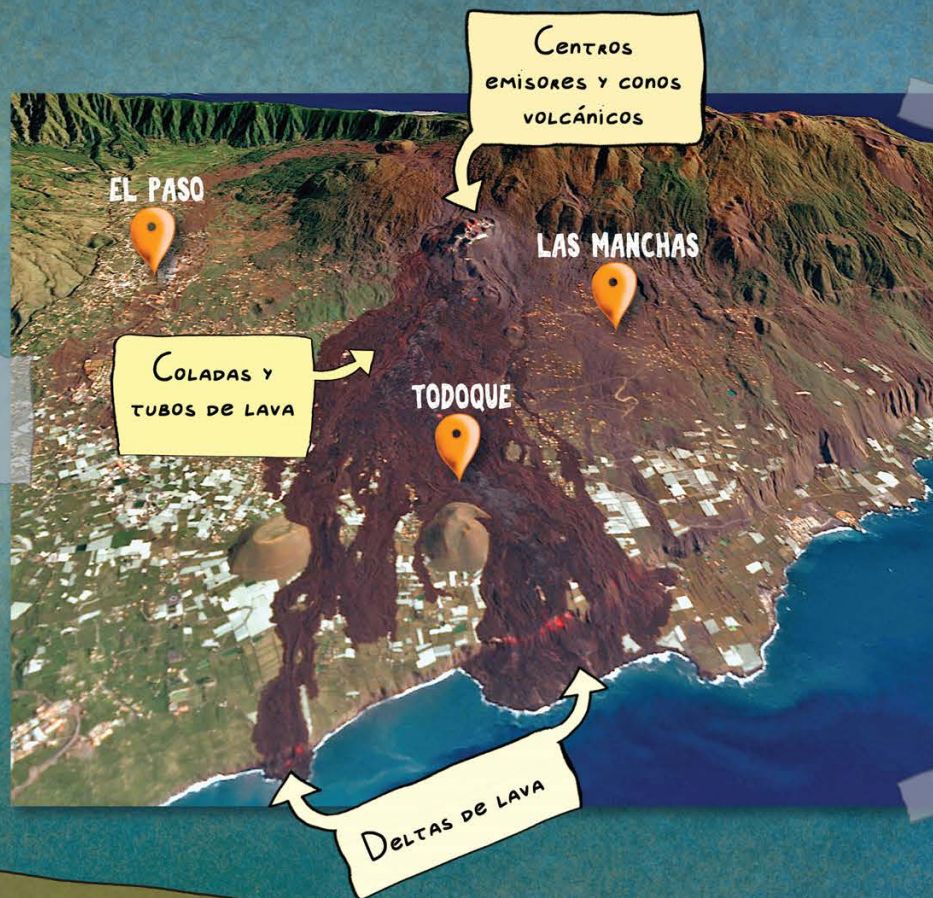 Centros
emisores y conos
volcánicos
EL PASO
LAS MANCHAS
Coladas y
tubos de lava
TODOQUE
Deltas de lava